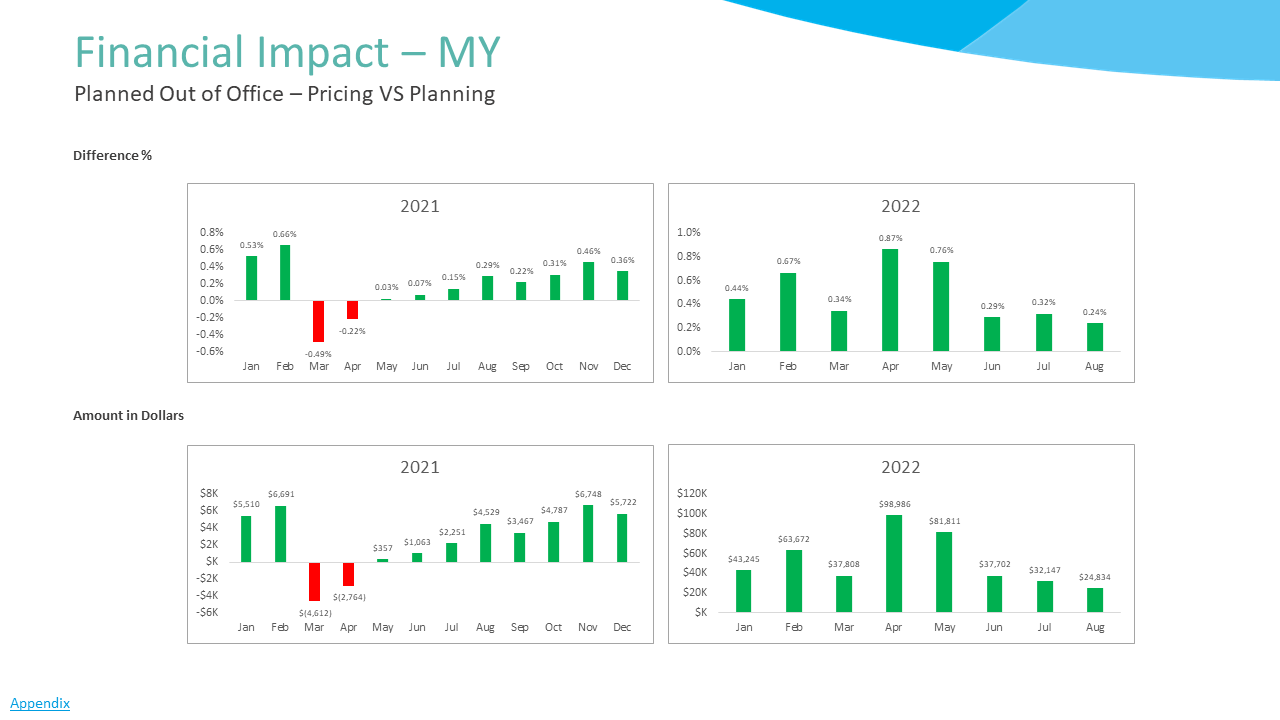 Financial Impact – MY
Planned Out of Office – Pricing VS Planning
Difference %
2021
0.8%
0.6%
0.4%
0.2%
0.0%
-0.2%
-0.4%
-0.6%
0.53%
0.66%
-0.49%
-0.22%
0.03%
0.07%
0.15%
0.29%
0.22%
0.31%
0.46%
0.36%
Jan Feb Mar Apr May Jun Jul Aug Sep Oct Nov Dec
2022
1.0%
0.8%
0.6%
0.4%
0.2%
0.0%
0.44%
0.67%
0.34%
0.87%
0.76%
0.29%
0.32%
0.24%
Jan Feb Mar Apr May Jun Jul Aug
Amount in Dollars
2021
$8K
$6K
$4K
$2K
$K
-$2K
-$4K
-$6K
$5,510
$6,691
$(4,612)
$(2,764)
$357
$1,063
$2,251
$4,529
$3,467
$4,787
$6,748
$5,722
Jan Feb Mar Apr May Jun Jul Aug Sep Oct Nov Dec
2022
$120K
$100K
$80K
$60K
$40K
$20K
$K
$43,245
$63,672
$37,808
$98,986
$81,811
$37,702
$32,147
$24,834
Jan Feb Mar Apr May Jun Jul Aug
Appendix